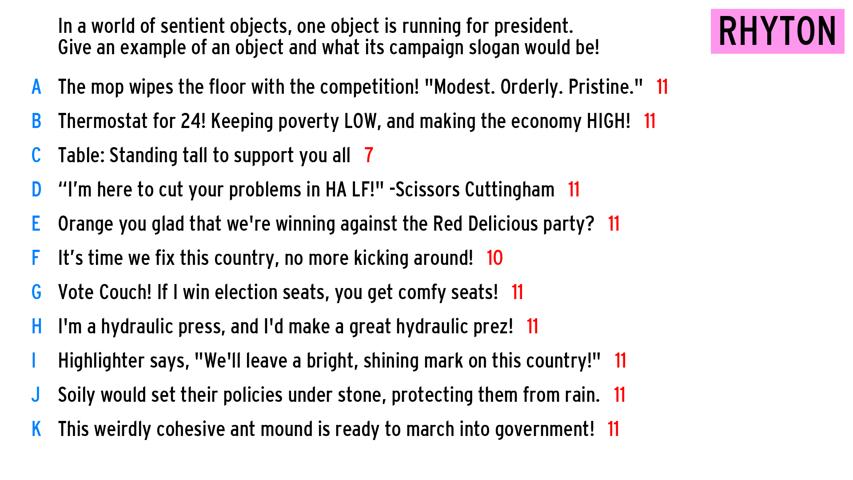 In a world of sentient objects, one object is running for president.
Give an example of an object and what its campaign slogan would be!
RHYTON
A The mop wipes the floor with the competition! "Modest. Orderly. Pristine." 11
B Thermostat for 24! Keeping poverty LOW, and making the economy HIGH! 11
C Table: Standing tall to support you all 7
D “I’m here to cut your problems in HA LF!" -Scissors Cuttingham 11
E Orange you glad that we're winning against the Red Delicious party? 11
F It’s time we fix this country, no more kicking around! 10
G Vote Couch! If I win election seats, you get comfy seats! 11
H I'm a hydraulic press, and I'd make a great hydraulic prez! 11
I Highlighter says, "We'll leave a bright, shining mark on this country!" 11
J Soily would set their policies under stone, protecting them from rain. 11
K This weirdly cohesive ant mound is ready to march into government! 11